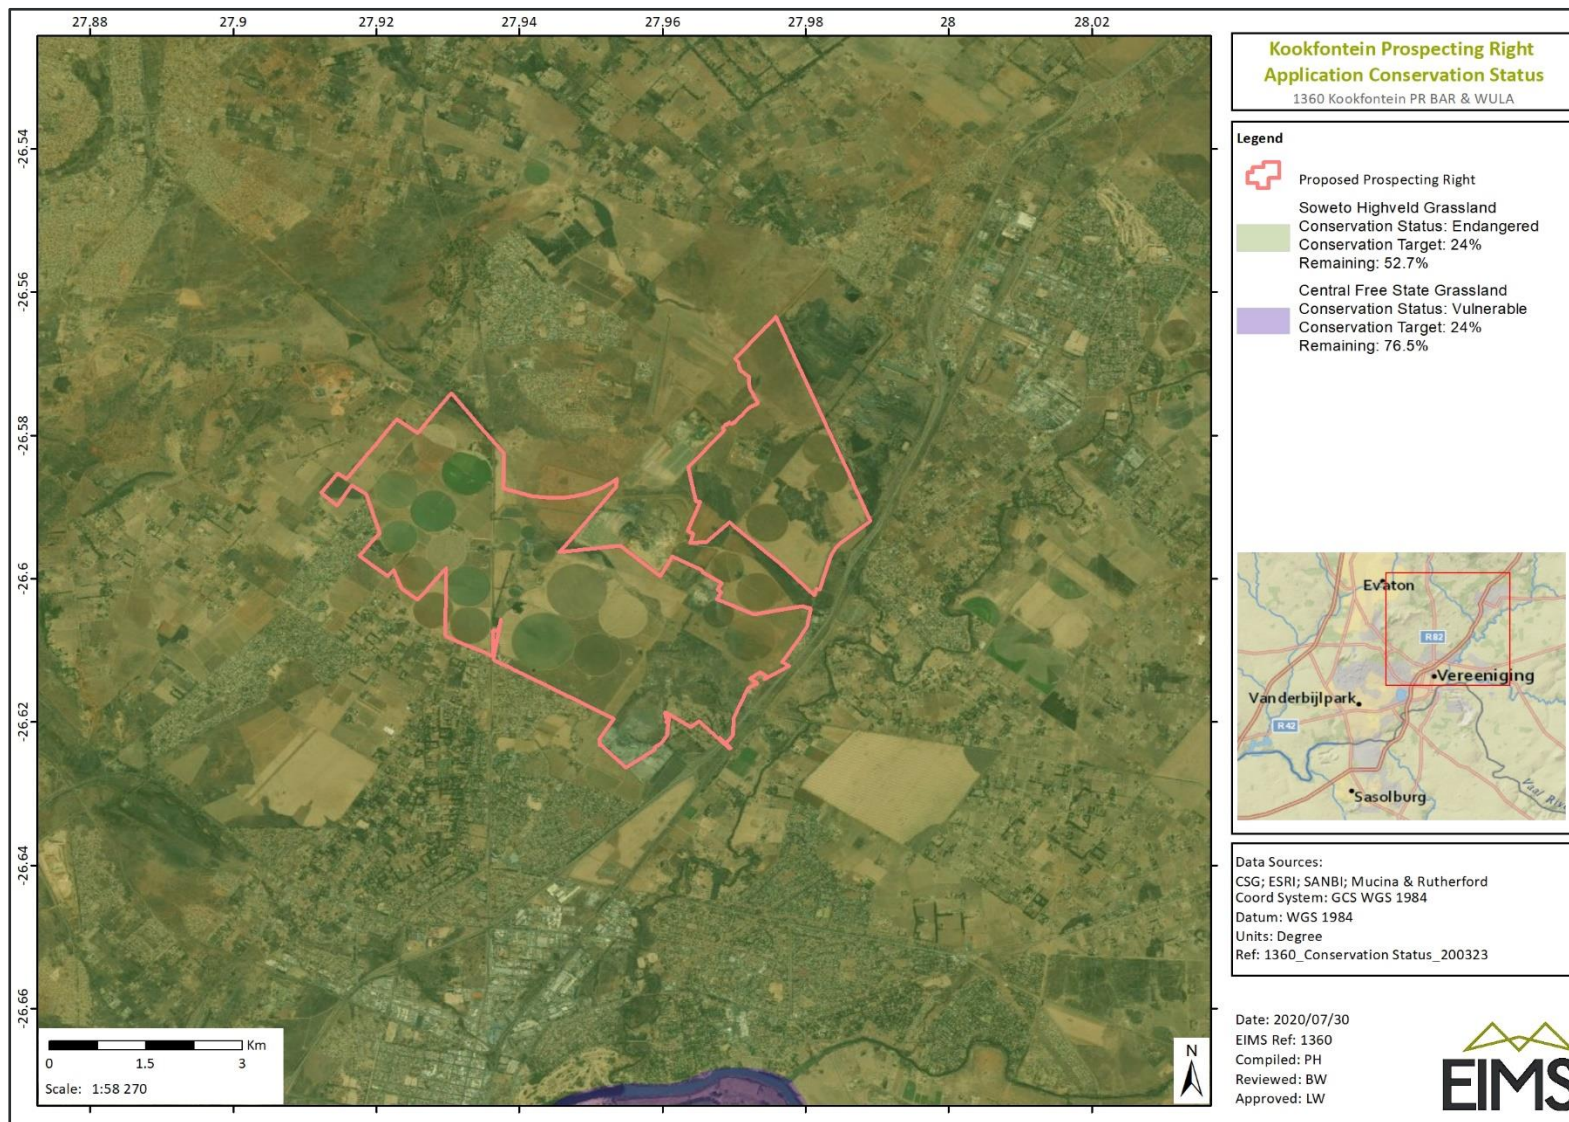 27.88
27.9
27.92
27.94
27.96
27.98
28
28.02
-26.54
-26.56
-26.58
-26.6
-26.62
-26.64
-26.66
Km
0
1.5
3
Scale: 1:58 270
N
Kookfontein Prospecting Right
Application Conservation Status
1360 Kookfontein PR BAR & WULA
Legend
Proposed Prospecting Right
Soweto Highveld Grassland
Conservation Status: Endangered
Conservation Target: 24%
Remaining: 52.7%
Central Free State Grassland
Conservation Status: Vulnerable
Conservation Target: 24%
Remaining: 76.5%
Evaton
R82
Vereeniging
Vanderbijlpark
R42
Sasolburg
Vaal Rive
Data Sources:
CSG; ESRI; SANBI; Mucina & Rutherford
Coord System: GCS WGS 1984
Datum: WGS 1984
Units: Degree
Ref: 1360_Conservation Status_200323
Date: 2020/07/30
EIMS Ref: 1360
Compiled: PH
Reviewed: BW
Approved: LW
EIMS